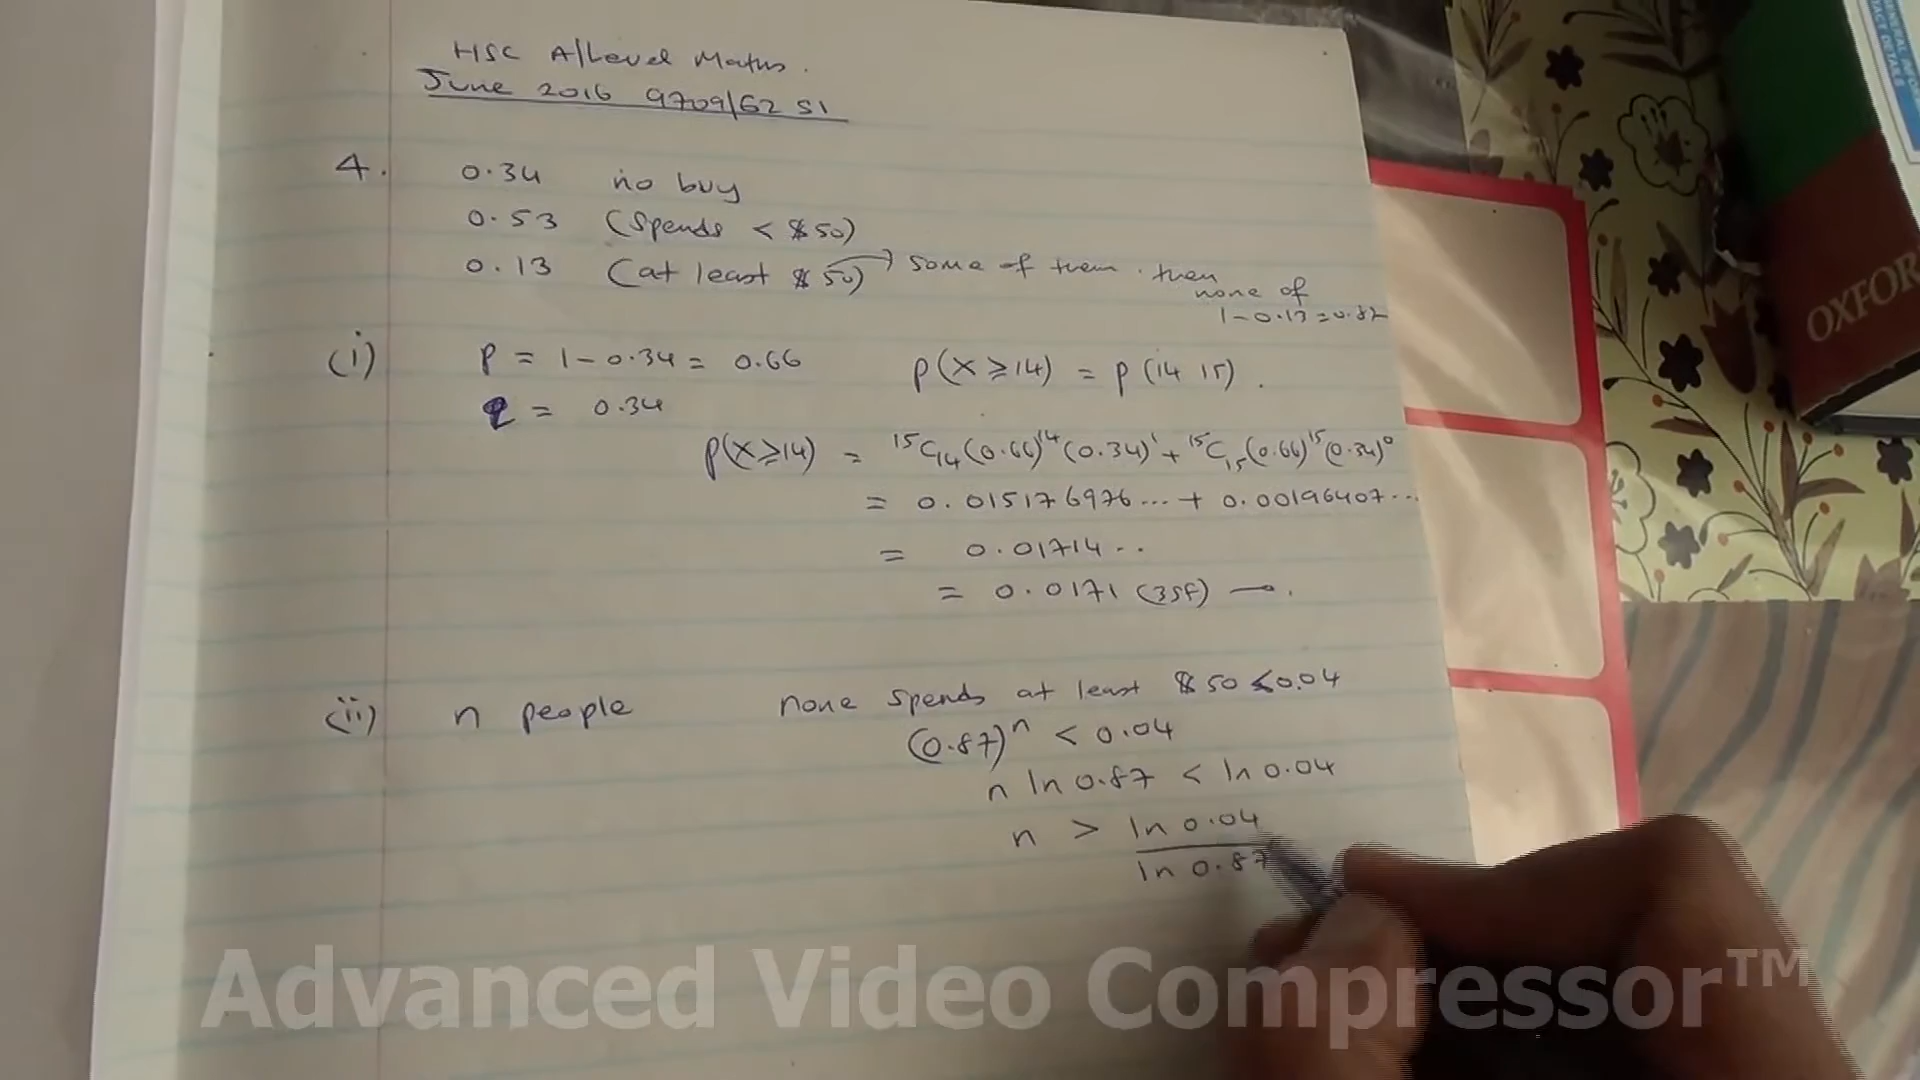 HSC A/Level Maths.
June 2016 9709/62 S1
4. 0.34 no buy
0.53 (Spends < $50)
0.13 (at least $50) → some of them. then
none of
1-0.13=0.87
(i) p = 1-0.34 = 0.66 p(X≥14) = p(14 15).
q = 0.34
p(X≥14) = ¹⁵C₁₄(0.66)¹⁴(0.34)¹ + ¹⁵C₁₅(0.66)¹⁵(0.34)⁰
= 0.015176976... + 0.00196407...
= 0.01714..
= 0.0171 (3SF)
(ii) n people none spends at least $50 < 0.04
(0.87)ⁿ < 0.04
n ln 0.87 < ln 0.04
n > ln 0.04
ln 0.87
OXFOR
Advanced Video Compressor™